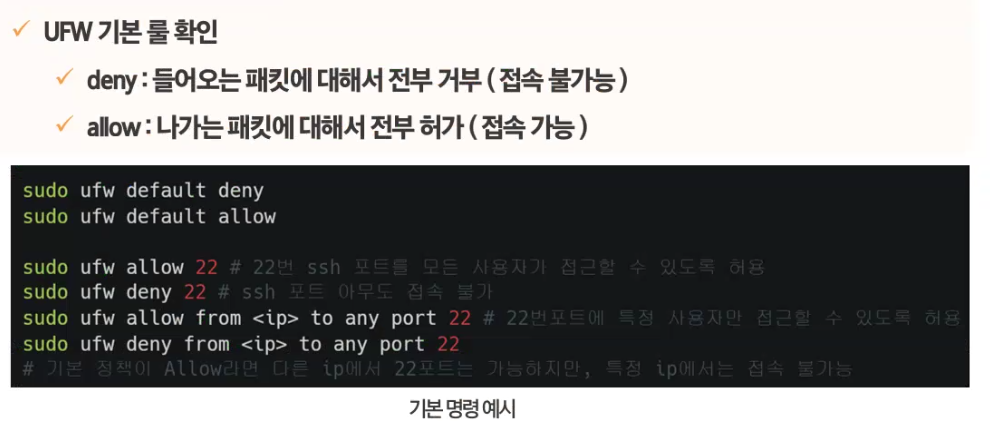 UFW 기본 룰 확인
deny : 들어오는 패킷에 대해서 전부 거부 ( 접속 불가능 )
allow : 나가는 패킷에 대해서 전부 허가 ( 접속 가능 )
sudo ufw default deny
sudo ufw default allow
sudo ufw allow 22 # 22번 ssh 포트를 모든 사용자가 접근할 수 있도록 허용
sudo ufw deny 22 # ssh 포트 아무도 접속 불가
sudo ufw allow from <ip> to any port 22 # 22번포트에 특정 사용자만 접근할 수 있도록 허용
sudo ufw deny from <ip> to any port 22
# 기본 정책이 Allow라면 다른 ip에서 22포트는 가능하지만, 특정 ip에서는 접속 불가능
기본 명령 예시